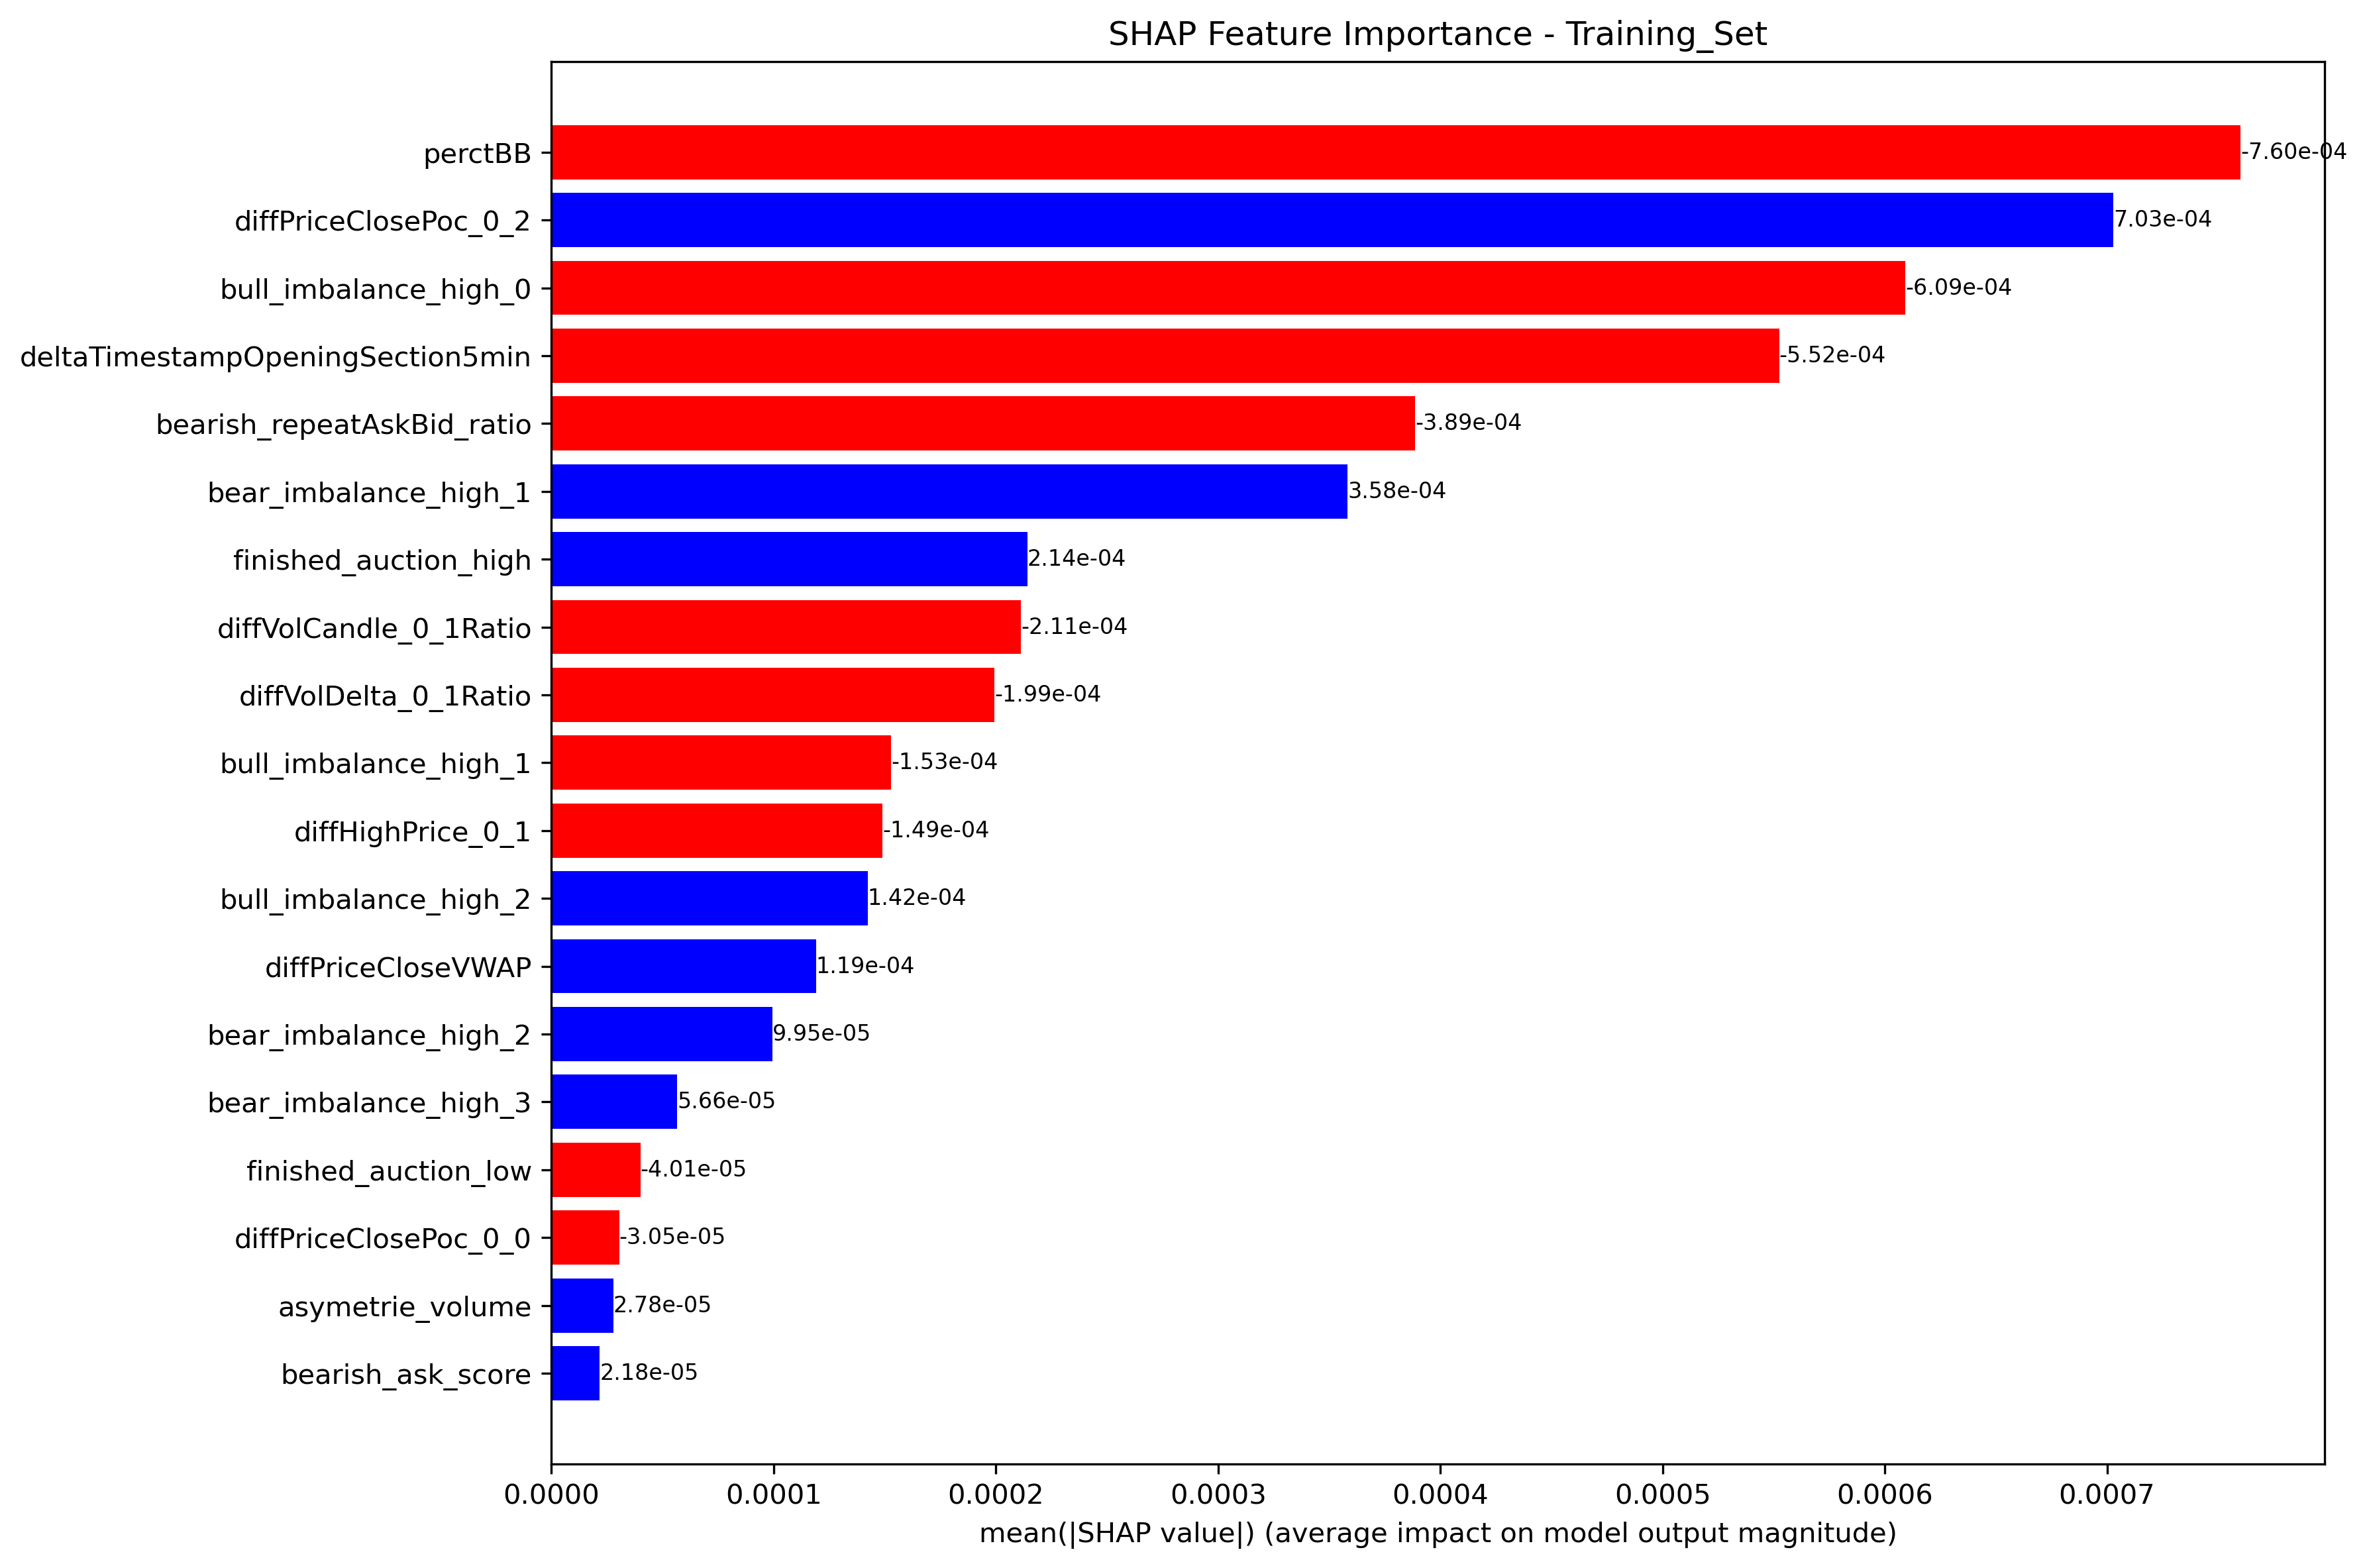 SHAP Feature Importance - Training_Set
perctBB
-7.60e-04
diffPriceClosePoc_0_2
7.03e-04
bull_imbalance_high_0
-6.09e-04
deltaTimestampOpeningSection5min
-5.52e-04
bearish_repeatAskBid_ratio
-3.89e-04
bear_imbalance_high_1
3.58e-04
finished_auction_high
2.14e-04
diffVolCandle_0_1Ratio
-2.11e-04
diffVolDelta_0_1Ratio
-1.99e-04
bull_imbalance_high_1
-1.53e-04
diffHighPrice_0_1
-1.49e-04
bull_imbalance_high_2
1.42e-04
diffPriceCloseVWAP
1.19e-04
bear_imbalance_high_2
9.95e-05
bear_imbalance_high_3
5.66e-05
finished_auction_low
-4.01e-05
diffPriceClosePoc_0_0
-3.05e-05
asymetrie_volume
2.78e-05
bearish_ask_score
2.18e-05
0.0000 0.0001 0.0002 0.0003 0.0004 0.0005 0.0006 0.0007
mean(|SHAP value|) (average impact on model output magnitude)